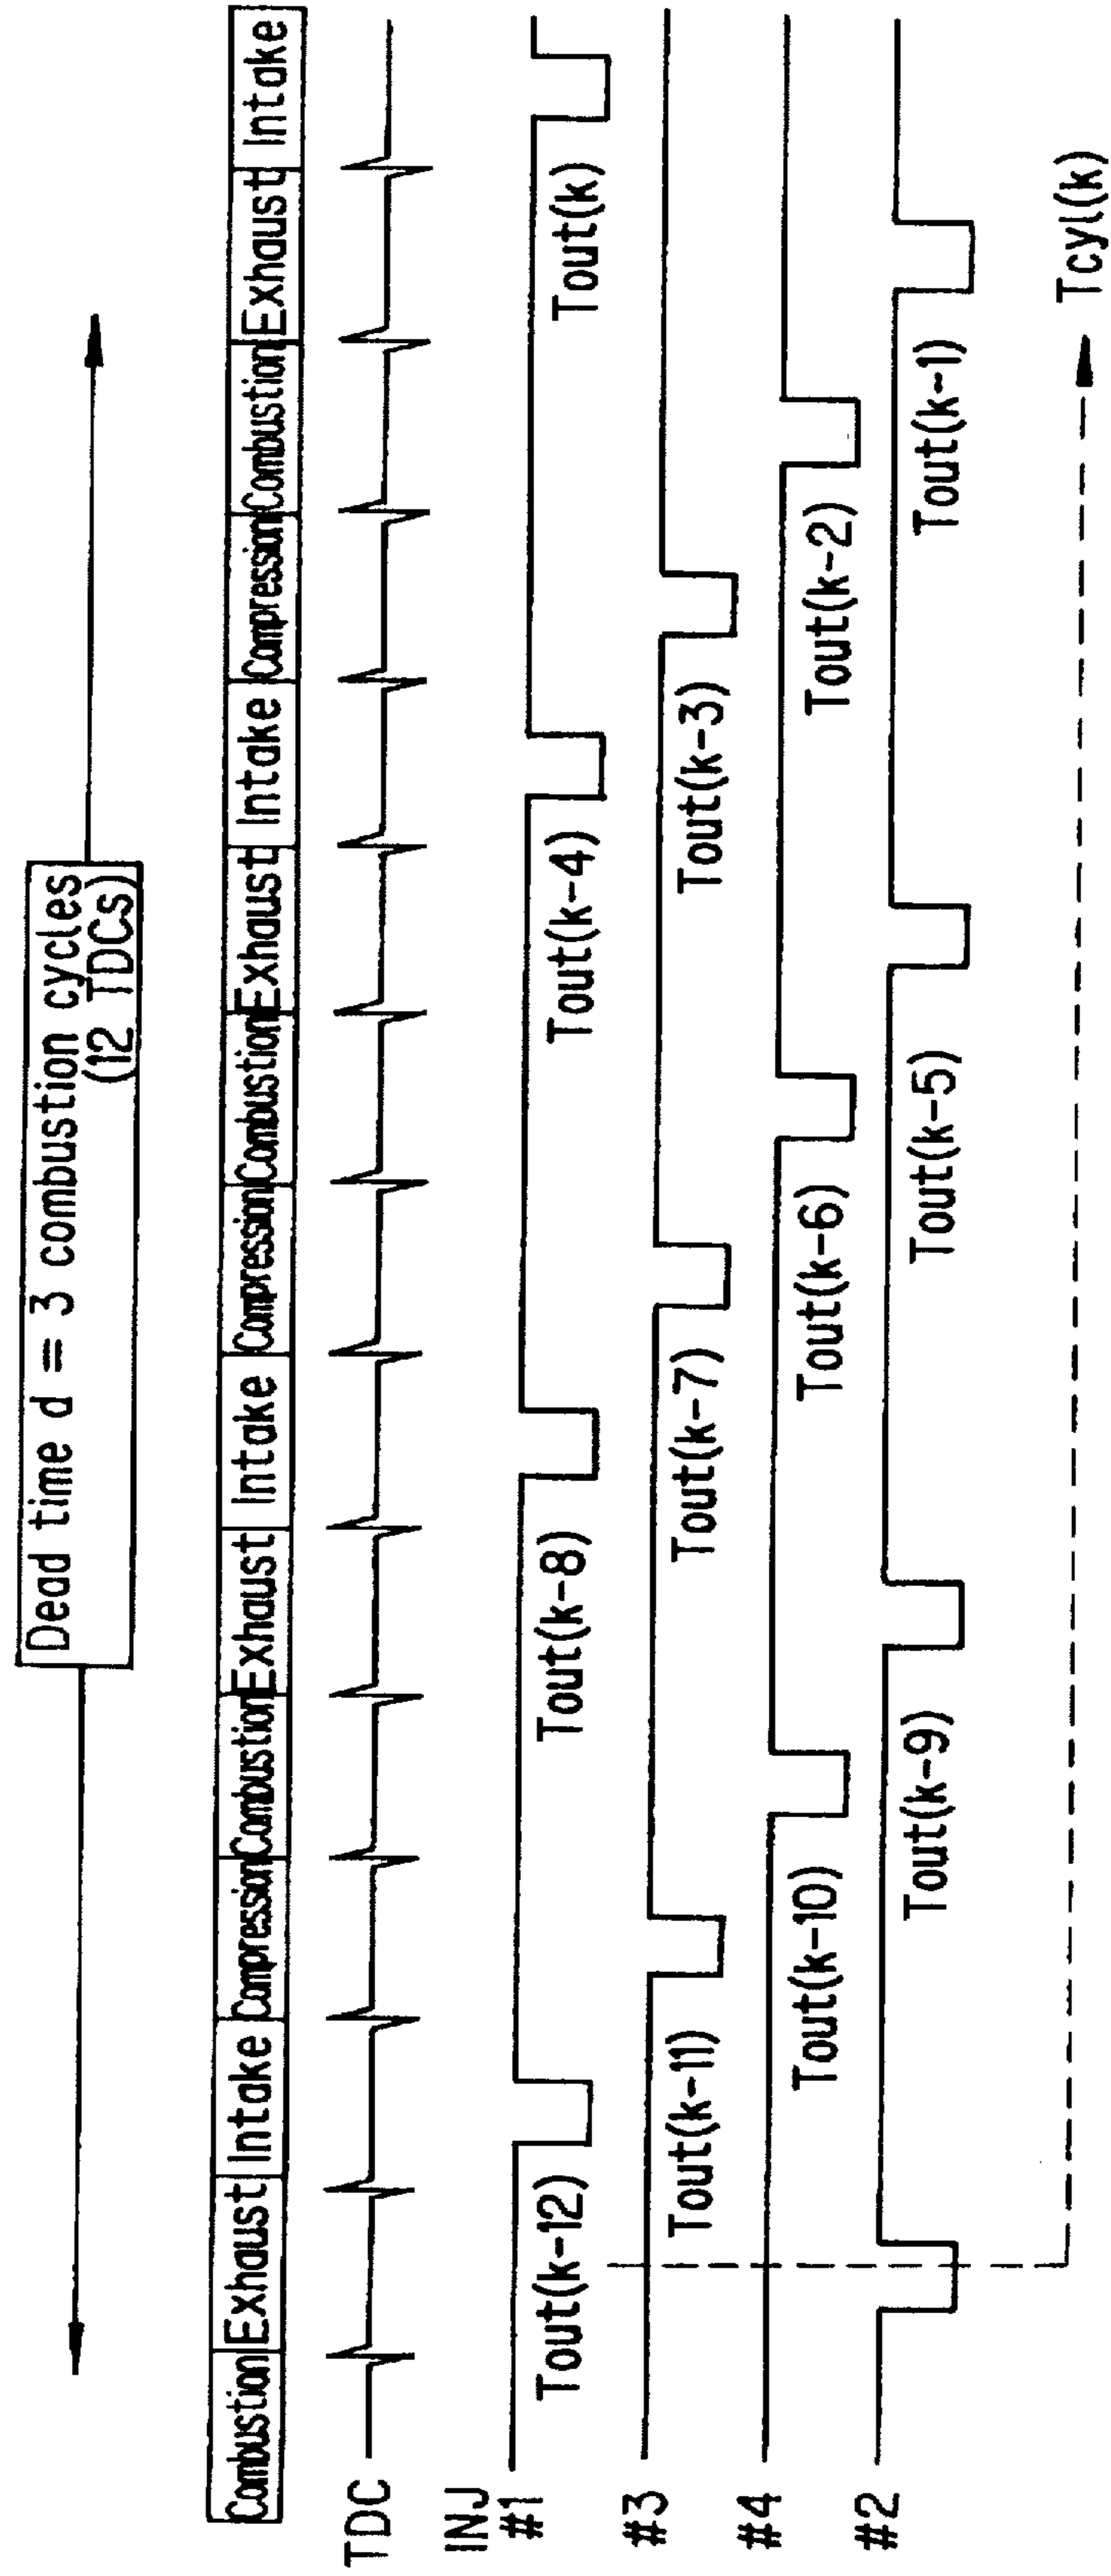 Dead time d = 3 combustion cycles
(12 TDCs)
Combustion Exhaust Intake Compression Combustion Exhaust Intake Compression Combustion Exhaust Intake Compression Combustion Exhaust Intake
TDC
INJ
#1
Tout(k-12) Tout(k-8) Tout(k-4) Tout(k)
#3
Tout(k-11) Tout(k-7) Tout(k-3)
#4
Tout(k-10) Tout(k-6) Tout(k-2)
#2
Tout(k-9) Tout(k-5) Tout(k-1)
Tcyl(k)